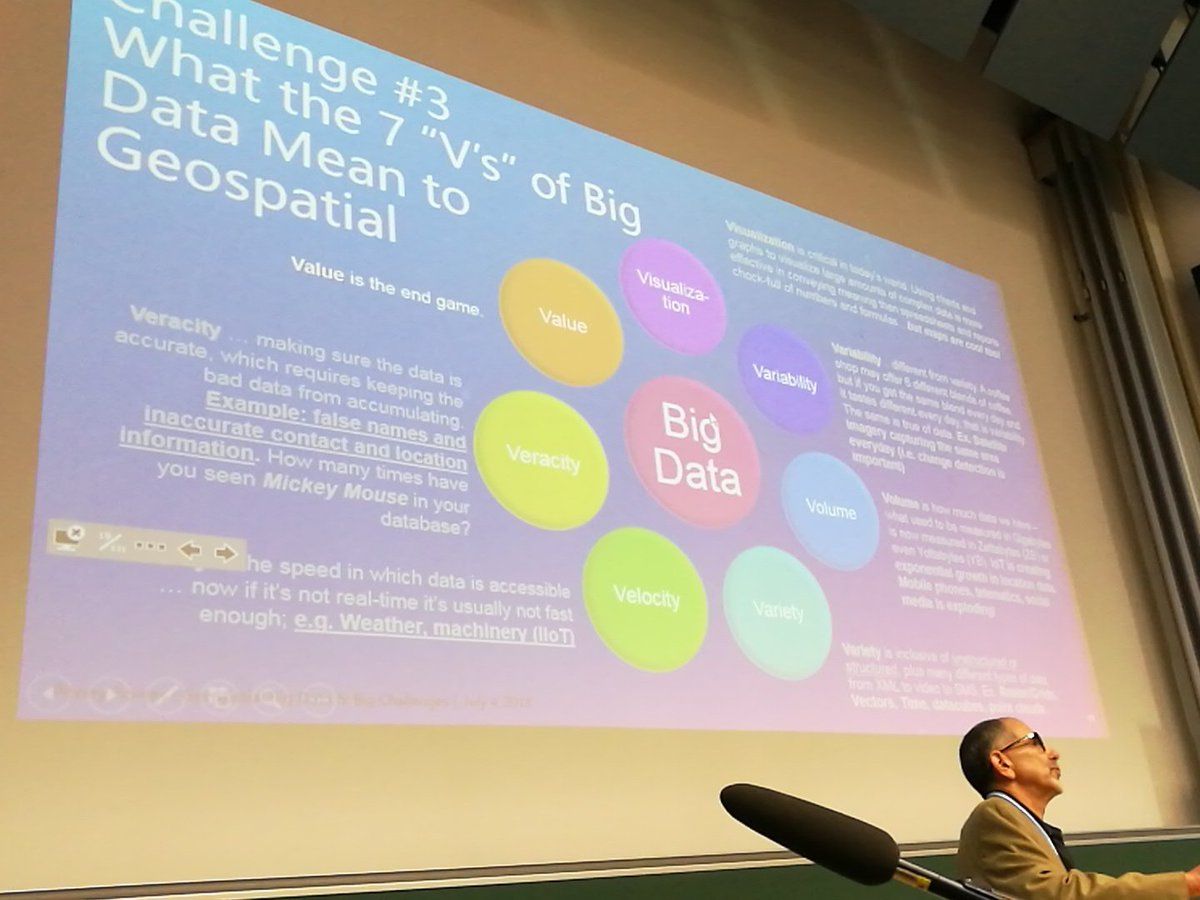 Challenge #3
What the 7 "V's" of Big
Data Mean to
Geospatial
Value is the end game.
Veracity ... making sure the data is
accurate, which requires keeping the
bad data from accumulating.
Example: false names and
inaccurate contact and location
information. How many times have
you seen Mickey Mouse in your
database?
he speed in which data is accessible
... now if it's not real-time it's usually not fast
enough; e.g. Weather, machinery (IIoT)
Value
Visualiza-
tion
Variability
Big
Data
Veracity
Volume
Velocity
Variety
Visualization is critical in today's world. Using charts and
graphs to visualize large amounts of complex data is more
effective in conveying meaning than spreadsheets and reports
chock-full of numbers and formulas. but maps are cool too!
Variability different from variety. A coffee
shop may offer 6 different blends of coffee,
but if you get the same blend every day and
it tastes different every day, that is variability.
The same is true of data. Ex. Satellite
Imagery capturing the same area
everyday (i.e. change detection is
important)
Volume is how much data we have –
what used to be measured in Gigabytes
is now measured in Zettabytes (ZB) or
even Yottabytes (YB). IoT is creating
exponential growth in location data.
Mobile phones, telematics, social
media is exploding!
Variety is inclusive of unstructured or
structured, plus many different types of data
from XML to video to SMS. Ex. Raster/Grids,
Vectors, Time, datacubes, point clouds
Big Challenges | July 4, 2018